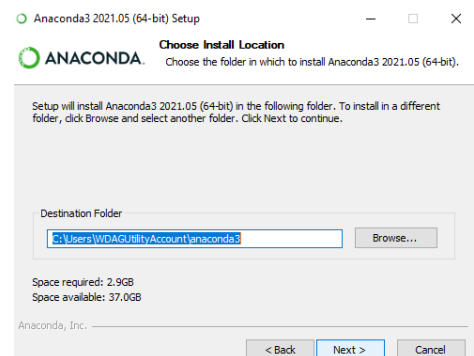 Anaconda3 2021.05 (64-bit) Setup
ANACONDA.
Choose Install Location
Choose the folder in which to install Anaconda3 2021.05 (64-bit).
Setup will install Anaconda3 2021.05 (64-bit) in the following folder. To install in a different
folder, click Browse and select another folder. Click Next to continue.
Destination Folder
C:\Users\WDAGUtilityAccount\anaconda3
Browse...
Space required: 2.9GB
Space available: 37.0GB
Anaconda, Inc.
< Back Next > Cancel